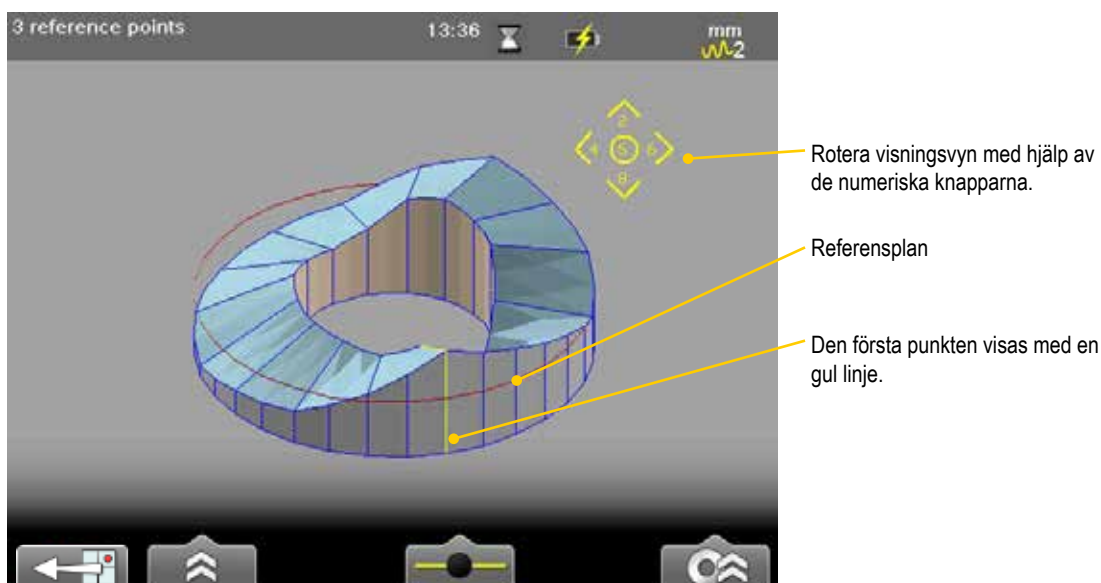 3 reference points
13:36
mm
2
2
4 5 6
8
Rotera visningsvyn med hjälp av
de numeriska knapparna.
Referensplan
Den första punkten visas med en
gul linje.